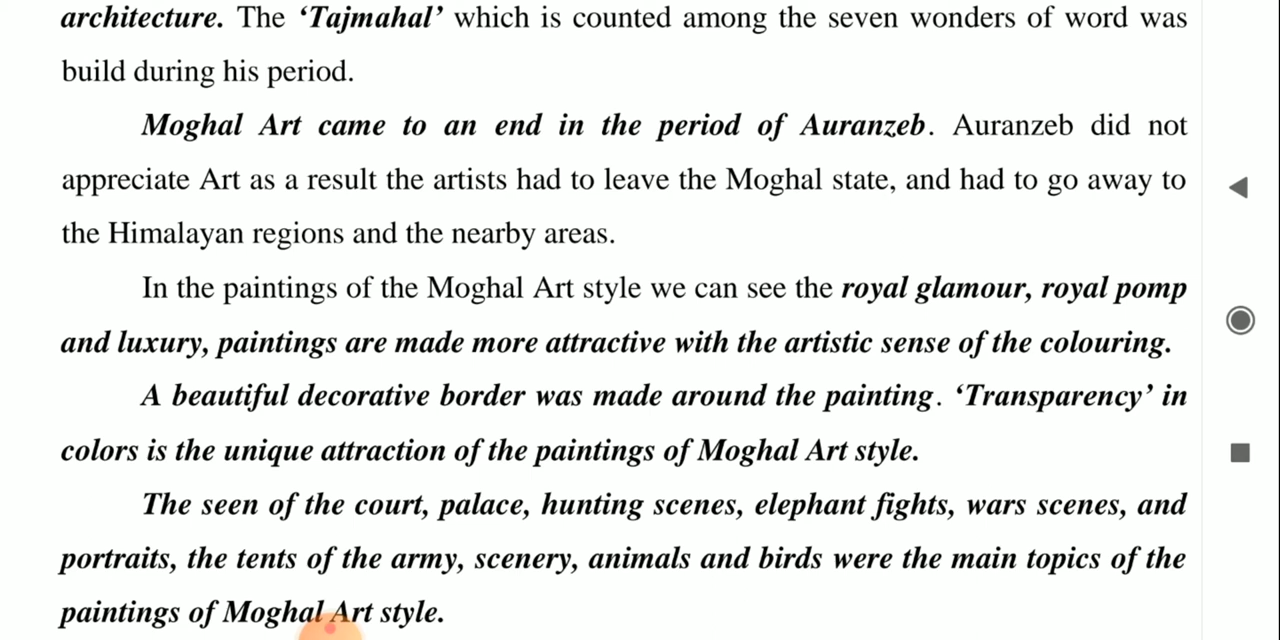 architecture. The ‘Tajmahal’ which is counted among the seven wonders of word was
build during his period.
Moghal Art came to an end in the period of Auranzeb. Auranzeb did not
appreciate Art as a result the artists had to leave the Moghal state, and had to go away to
the Himalayan regions and the nearby areas.
In the paintings of the Moghal Art style we can see the royal glamour, royal pomp
and luxury, paintings are made more attractive with the artistic sense of the colouring.
A beautiful decorative border was made around the painting. ‘Transparency’ in
colors is the unique attraction of the paintings of Moghal Art style.
The seen of the court, palace, hunting scenes, elephant fights, wars scenes, and
portraits, the tents of the army, scenery, animals and birds were the main topics of the
paintings of Moghal Art style.